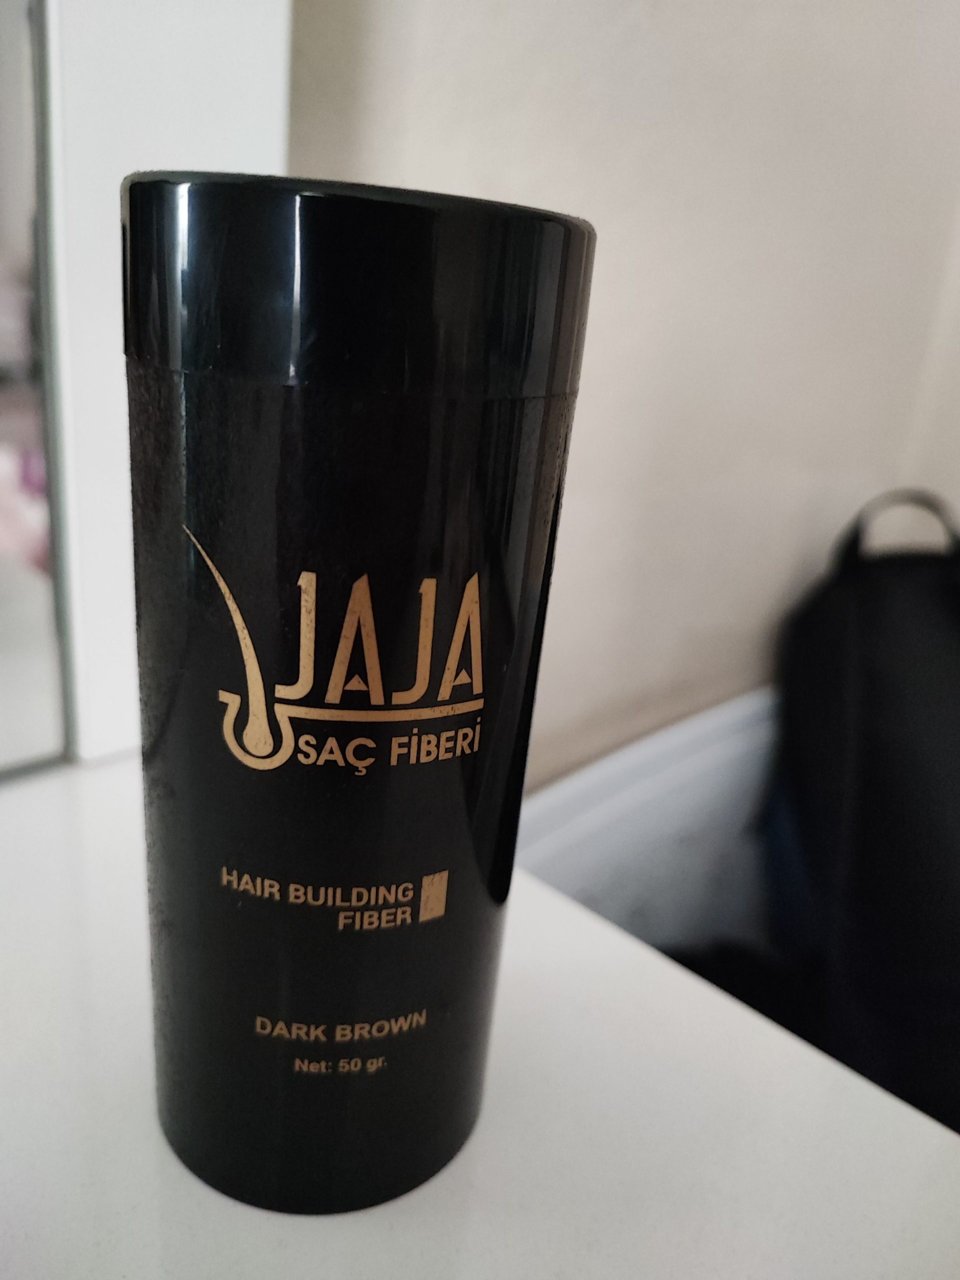 JAJA
SAÇ FİBERİ
HAIR BUILDING
FIBER
DARK BROWN
Net: 50 gr.